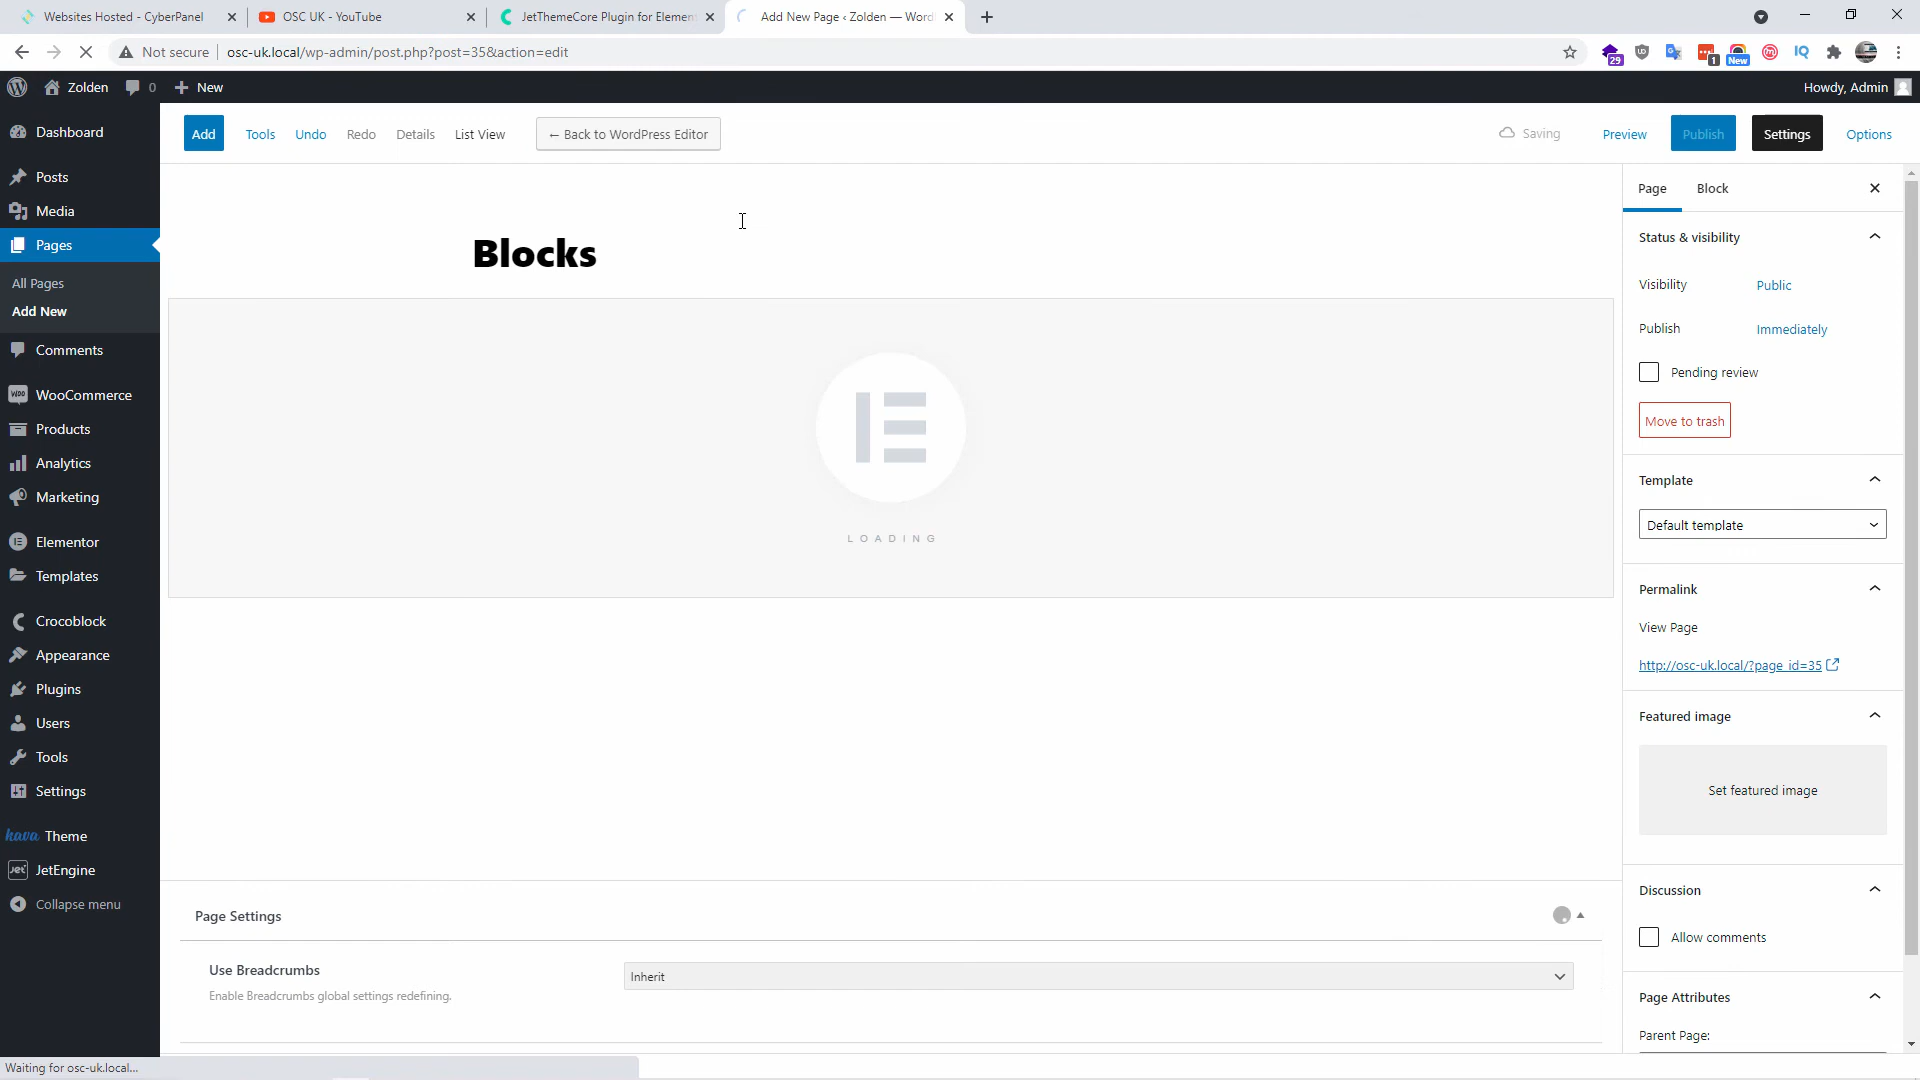 Websites Hosted - CyberPanel
OSC UK - YouTube
JetThemeCore Plugin for Elemen
Add New Page ‹ Zolden — Word
Not secure
osc-uk.local/wp-admin/post.php?post=35&action=edit
29
1
New
IQ
Zolden
0
New
Howdy, Admin
Dashboard
Posts
Media
Pages
All Pages
Add New
Comments
WooCommerce
Products
Analytics
Marketing
Elementor
Templates
Crocoblock
Appearance
Plugins
Users
Tools
Settings
hava Theme
JetEngine
Collapse menu
Add
Tools
Undo
Redo
Details
List View
← Back to WordPress Editor
Saving
Preview
Publish
Settings
Options
Blocks
LOADING
Page Settings
Use Breadcrumbs
Enable Breadcrumbs global settings redefining.
Inherit
Page
Block
Status & visibility
Visibility
Public
Publish
Immediately
Pending review
Move to trash
Template
Default template
Permalink
View Page
http://osc-uk.local/?page_id=35
Featured image
Set featured image
Discussion
Allow comments
Page Attributes
Parent Page:
Waiting for osc-uk.local...